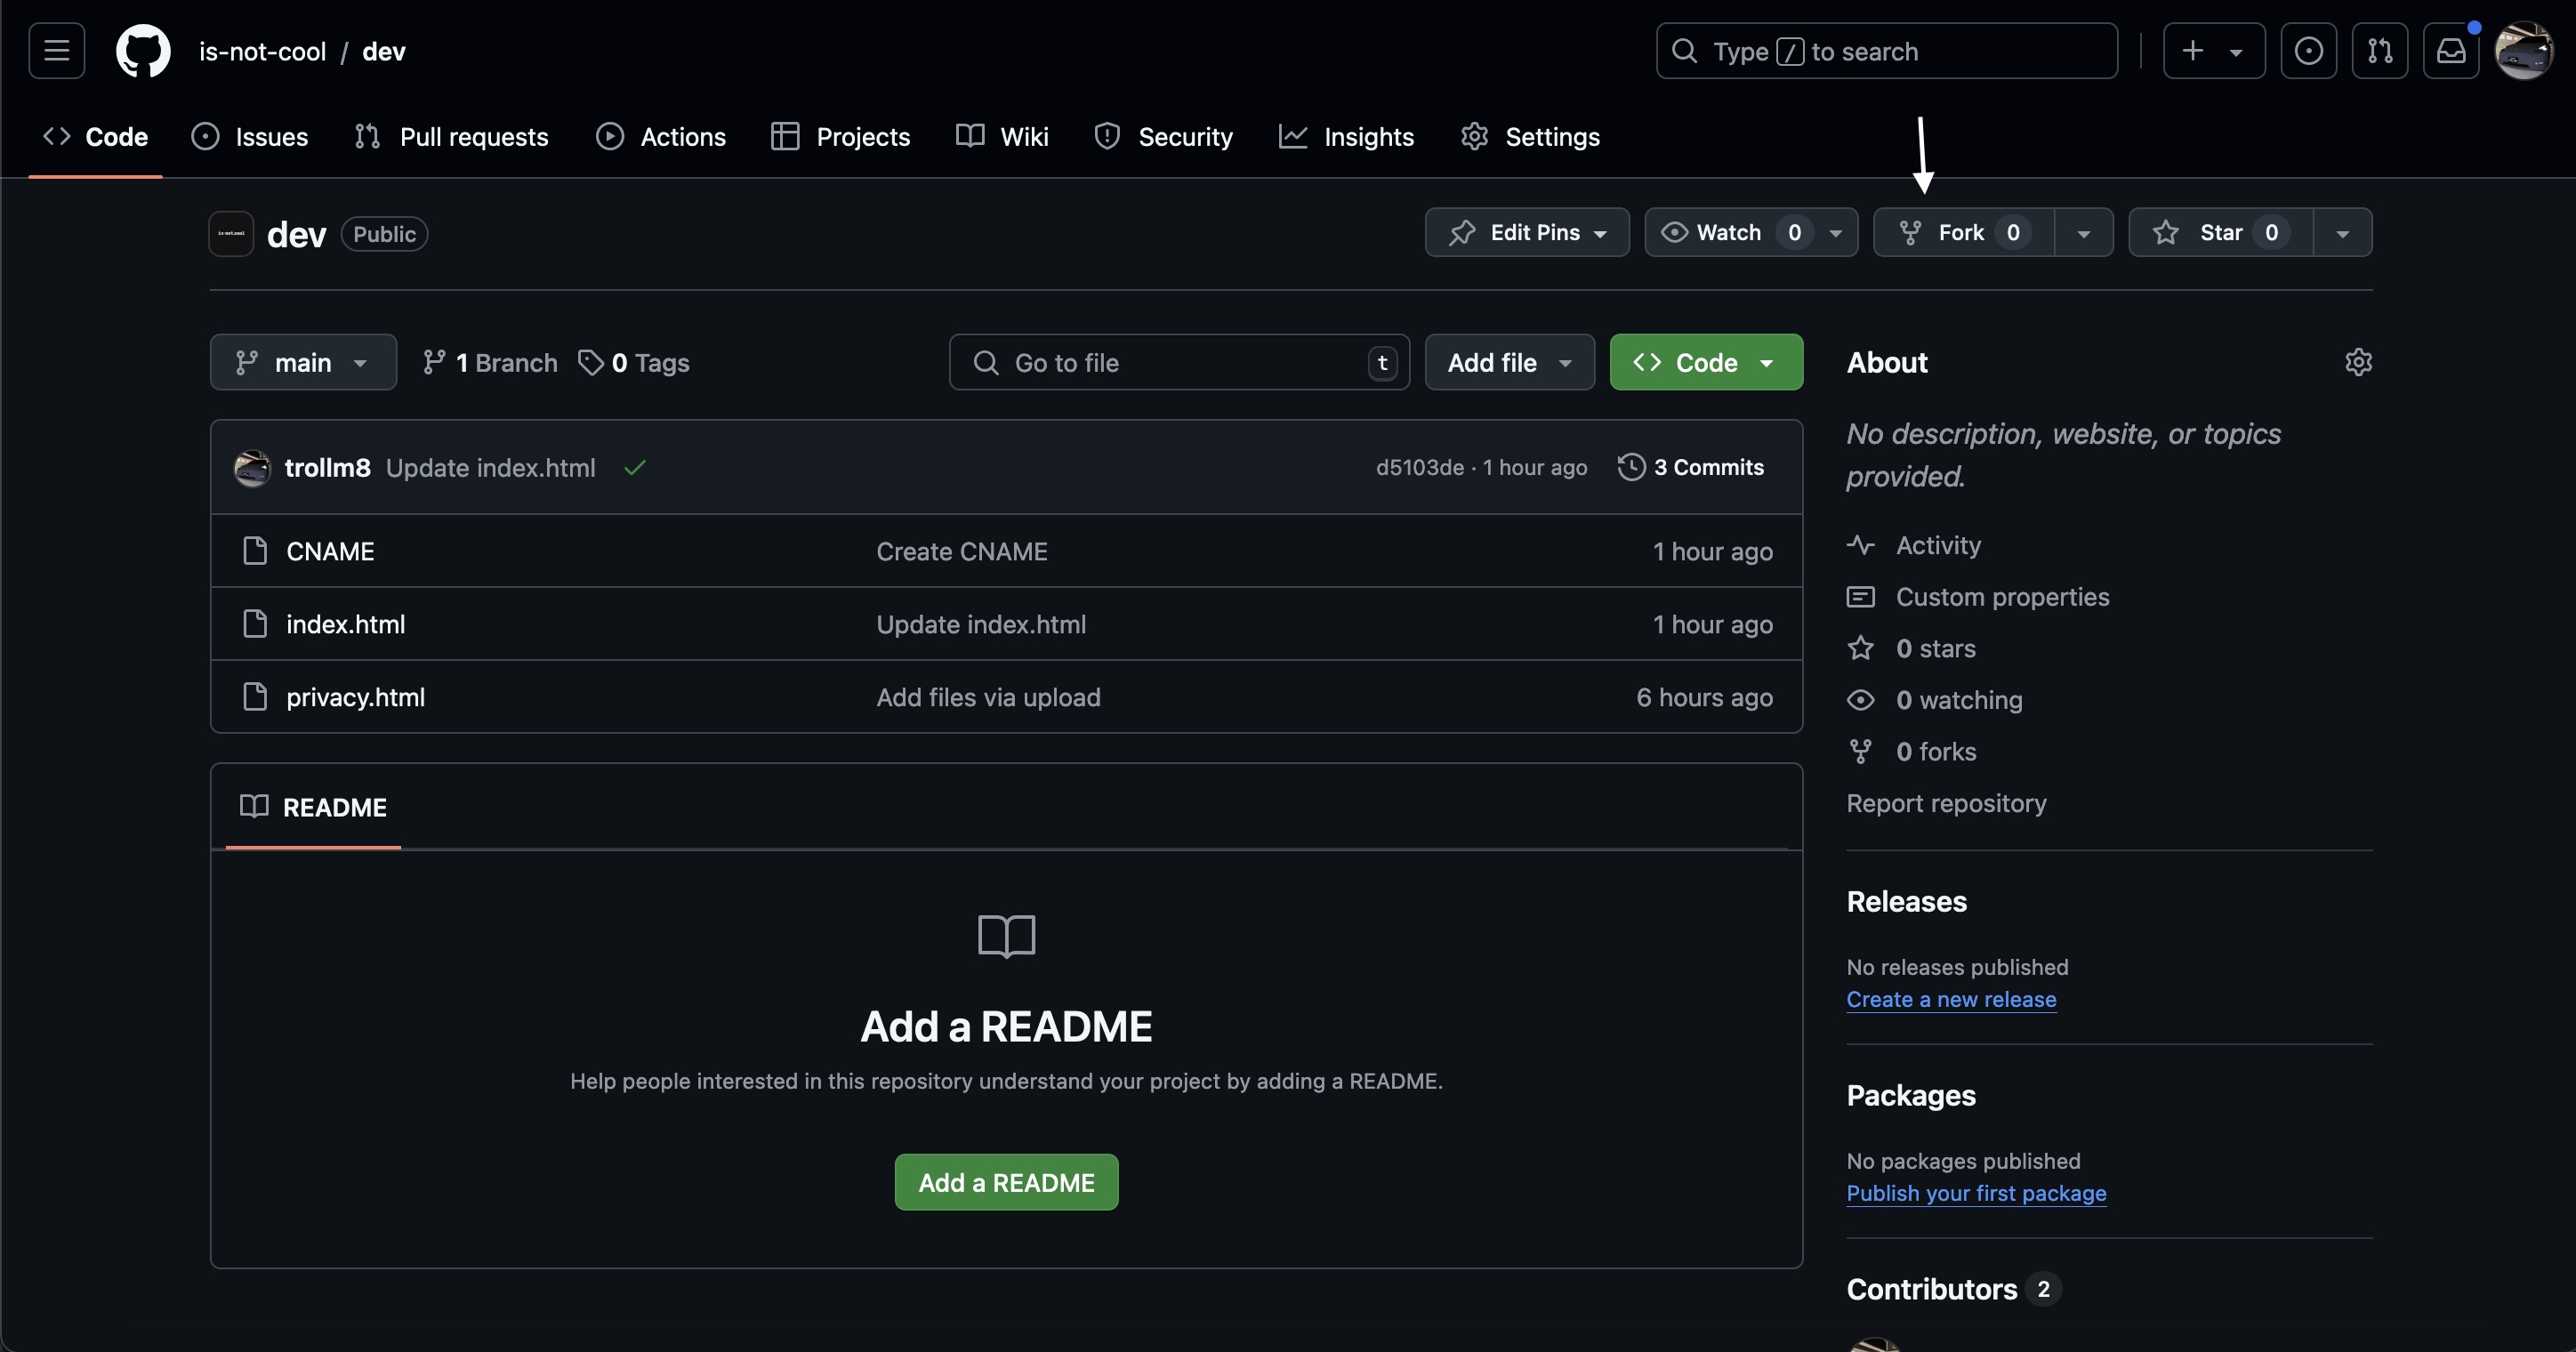 is-not-cool / dev
Type / to search
Code Issues Pull requests Actions Projects Wiki Security Insights Settings
dev Public
Edit Pins Watch 0 Fork 0 Star 0
main 1 Branch 0 Tags Go to file t Add file Code
trollm8 Update index.html d5103de · 1 hour ago 3 Commits
CNAME Create CNAME 1 hour ago
index.html Update index.html 1 hour ago
privacy.html Add files via upload 6 hours ago
README
Add a README
Help people interested in this repository understand your project by adding a README.
Add a README
About
No description, website, or topics
provided.
Activity
Custom properties
0 stars
0 watching
0 forks
Report repository
Releases
No releases published
Create a new release
Packages
No packages published
Publish your first package
Contributors 2